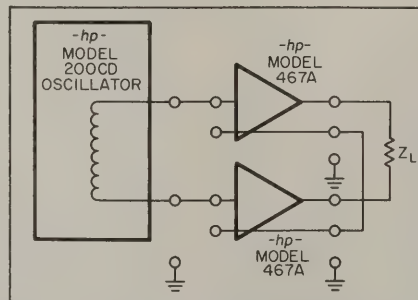 -hp-
MODEL
200CD
OSCILLATOR
-hp-
MODEL
467A
Z_L
-hp-
MODEL
467A